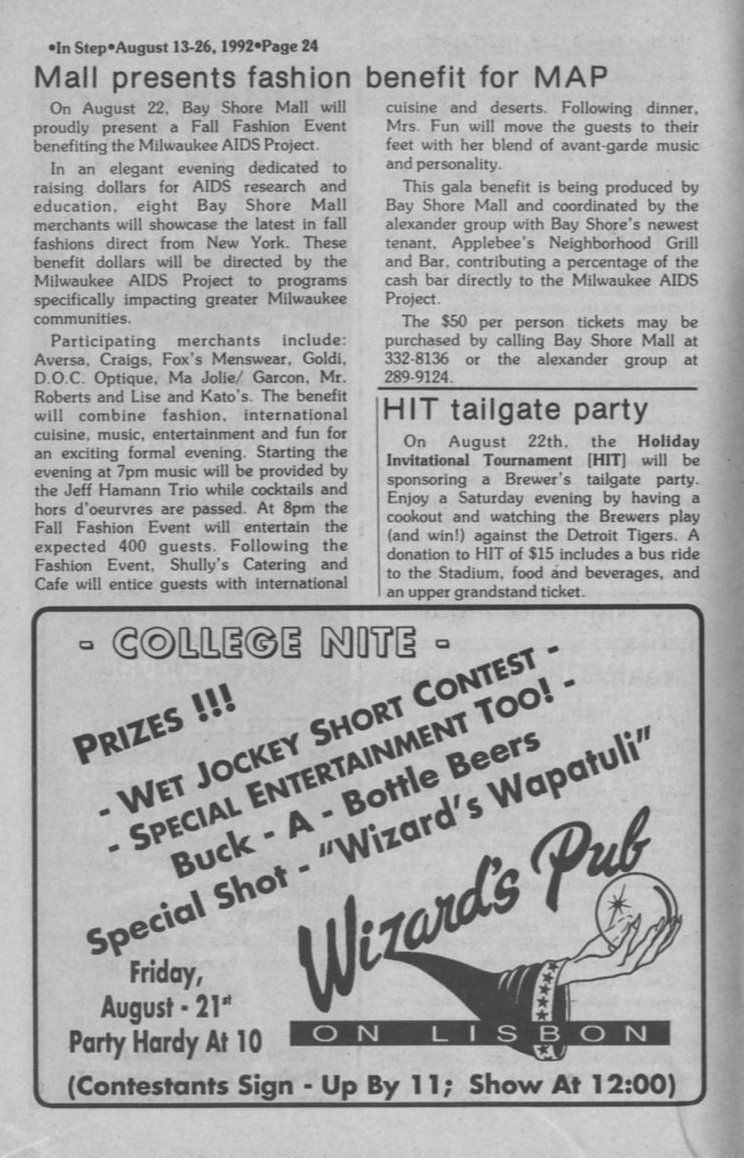 •In Step•August 13-26, 1992•Page 24
Mall presents fashion benefit for MAP
On August 22, Bay Shore Mall will
proudly present a Fall Fashion Event
benefiting the Milwaukee AIDS Project.
In an elegant evening dedicated to
raising dollars for AIDS research and
education, eight Bay Shore Mall
merchants will showcase the latest in fall
fashions direct from New York. These
benefit dollars will be directed by the
Milwaukee AIDS Project to programs
specifically impacting greater Milwaukee
communities.
Participating merchants include:
Aversa, Craigs, Fox's Menswear, Goldi,
D.O.C. Optique, Ma Jolie/ Garcon, Mr.
Roberts and Lise and Kato's. The benefit
will combine fashion, international
cuisine, music, entertainment and fun for
an exciting formal evening. Starting the
evening at 7pm music will be provided by
the Jeff Hamann Trio while cocktails and
hors d'oeurvres are passed. At 8pm the
Fall Fashion Event will entertain the
expected 400 guests. Following the
Fashion Event, Shully's Catering and
Cafe will entice guests with international
cuisine and deserts. Following dinner,
Mrs. Fun will move the guests to their
feet with her blend of avant-garde music
and personality.
This gala benefit is being produced by
Bay Shore Mall and coordinated by the
alexander group with Bay Shore's newest
tenant, Applebee's Neighborhood Grill
and Bar, contributing a percentage of the
cash bar directly to the Milwaukee AIDS
Project.
The $50 per person tickets may be
purchased by calling Bay Shore Mall at
332-8136 or the alexander group at
289-9124.
HIT tailgate party
On August 22th, the Holiday
Invitational Tournament [HIT] will be
sponsoring a Brewer's tailgate party.
Enjoy a Saturday evening by having a
cookout and watching the Brewers play
(and win!) against the Detroit Tigers. A
donation to HIT of $15 includes a bus ride
to the Stadium, food and beverages, and
an upper grandstand ticket.
- COLLEGE NITE -
PRIZES !!!
- WET JOCKEY SHORT CONTEST -
- SPECIAL ENTERTAINMENT TOO! -
Buck - A - Bottle Beers
Special Shot - "Wizard's Wapatuli"
Wizard's Pub
ON LISBON
Friday,
August - 21st
Party Hardy At 10
(Contestants Sign - Up By 11; Show At 12:00)